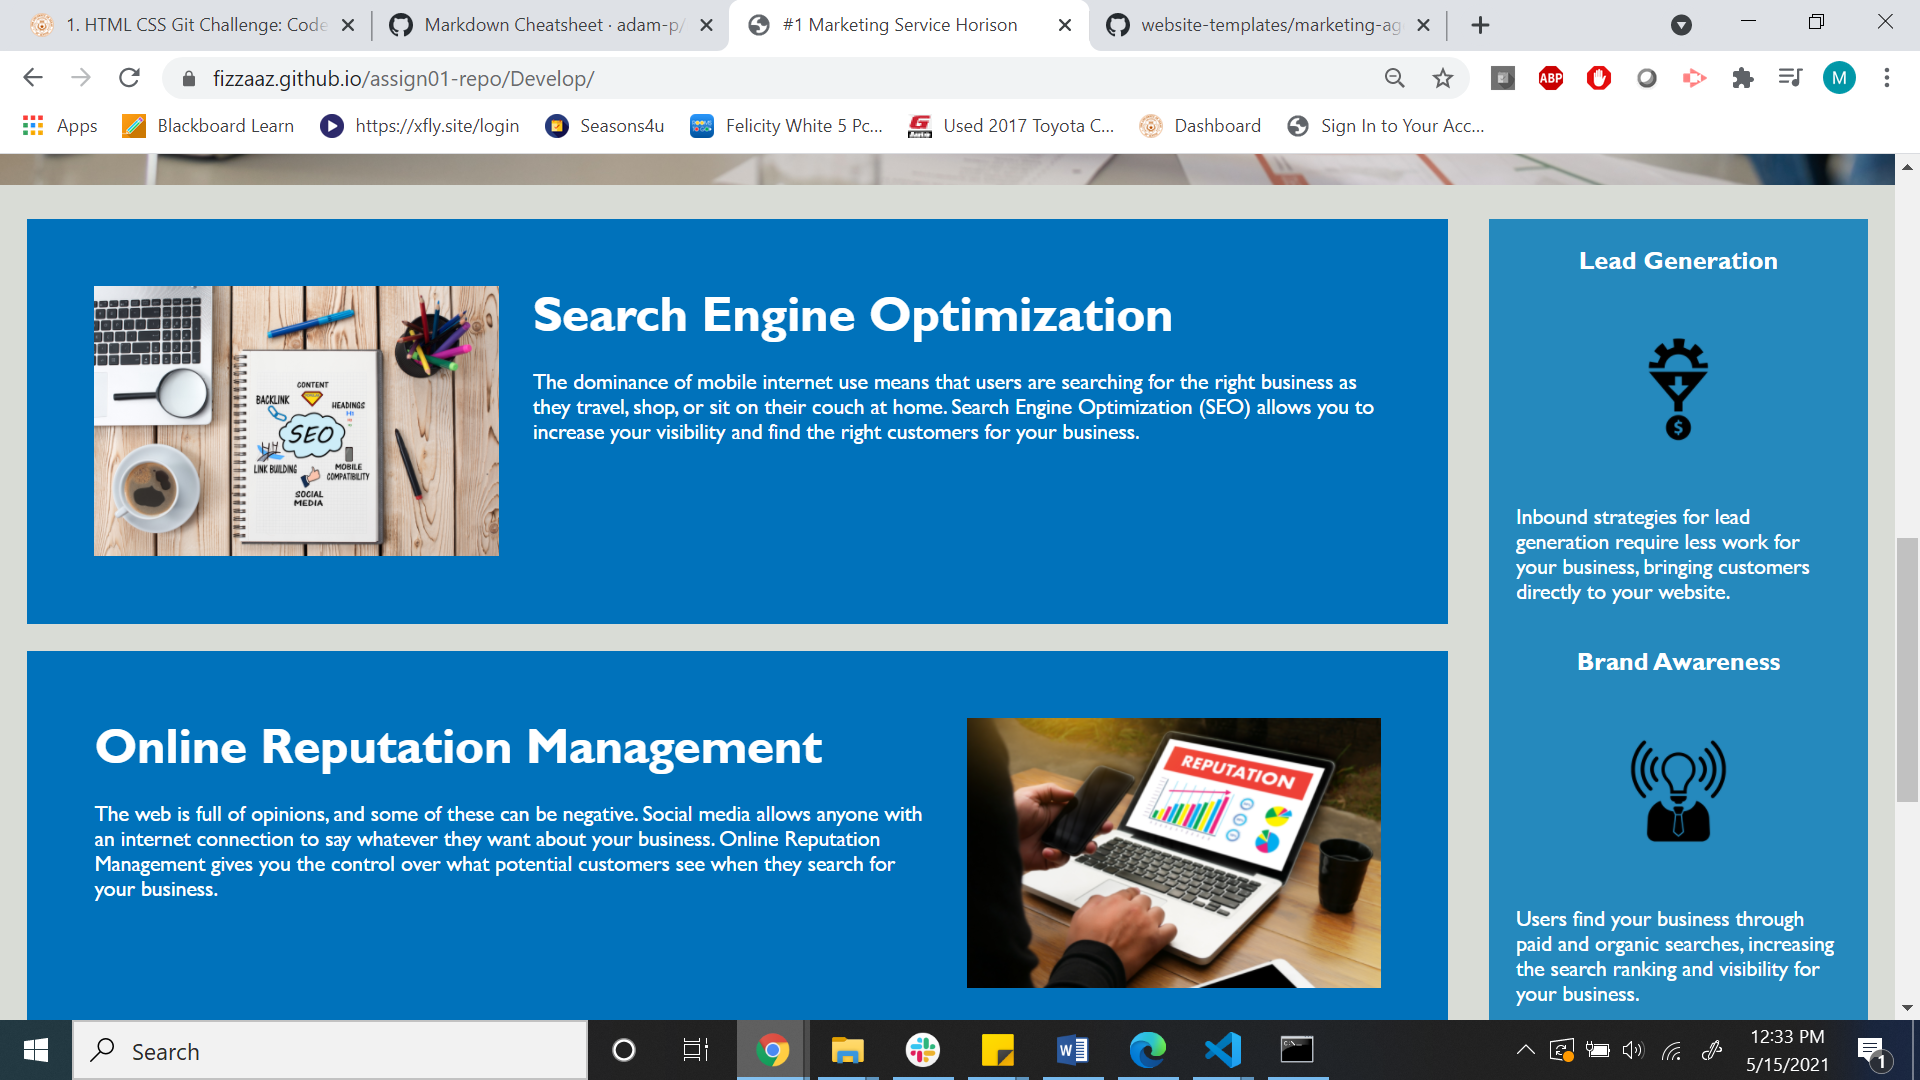 1. HTML CSS Git Challenge: Code
Markdown Cheatsheet · adam-p/
#1 Marketing Service Horison
website-templates/marketing-ag
fizzaaz.github.io/assign01-repo/Develop/
ABP
M
Apps
Blackboard Learn
https://xfly.site/login
Seasons4u
Felicity White 5 Pc...
Used 2017 Toyota C...
Dashboard
Sign In to Your Acc...
Search Engine Optimization
The dominance of mobile internet use means that users are searching for the right business as
they travel, shop, or sit on their couch at home. Search Engine Optimization (SEO) allows you to
increase your visibility and find the right customers for your business.
CONTENT
BACKLINK
HEADINGS
H1
SEO
LINK BUILDING
MOBILE
COMPATIBILITY
SOCIAL
MEDIA
Online Reputation Management
The web is full of opinions, and some of these can be negative. Social media allows anyone with
an internet connection to say whatever they want about your business. Online Reputation
Management gives you the control over what potential customers see when they search for
your business.
REPUTATION
Lead Generation
$
Inbound strategies for lead
generation require less work for
your business, bringing customers
directly to your website.
Brand Awareness
Users find your business through
paid and organic searches, increasing
the search ranking and visibility for
your business.
Search
12:33 PM
5/15/2021
1